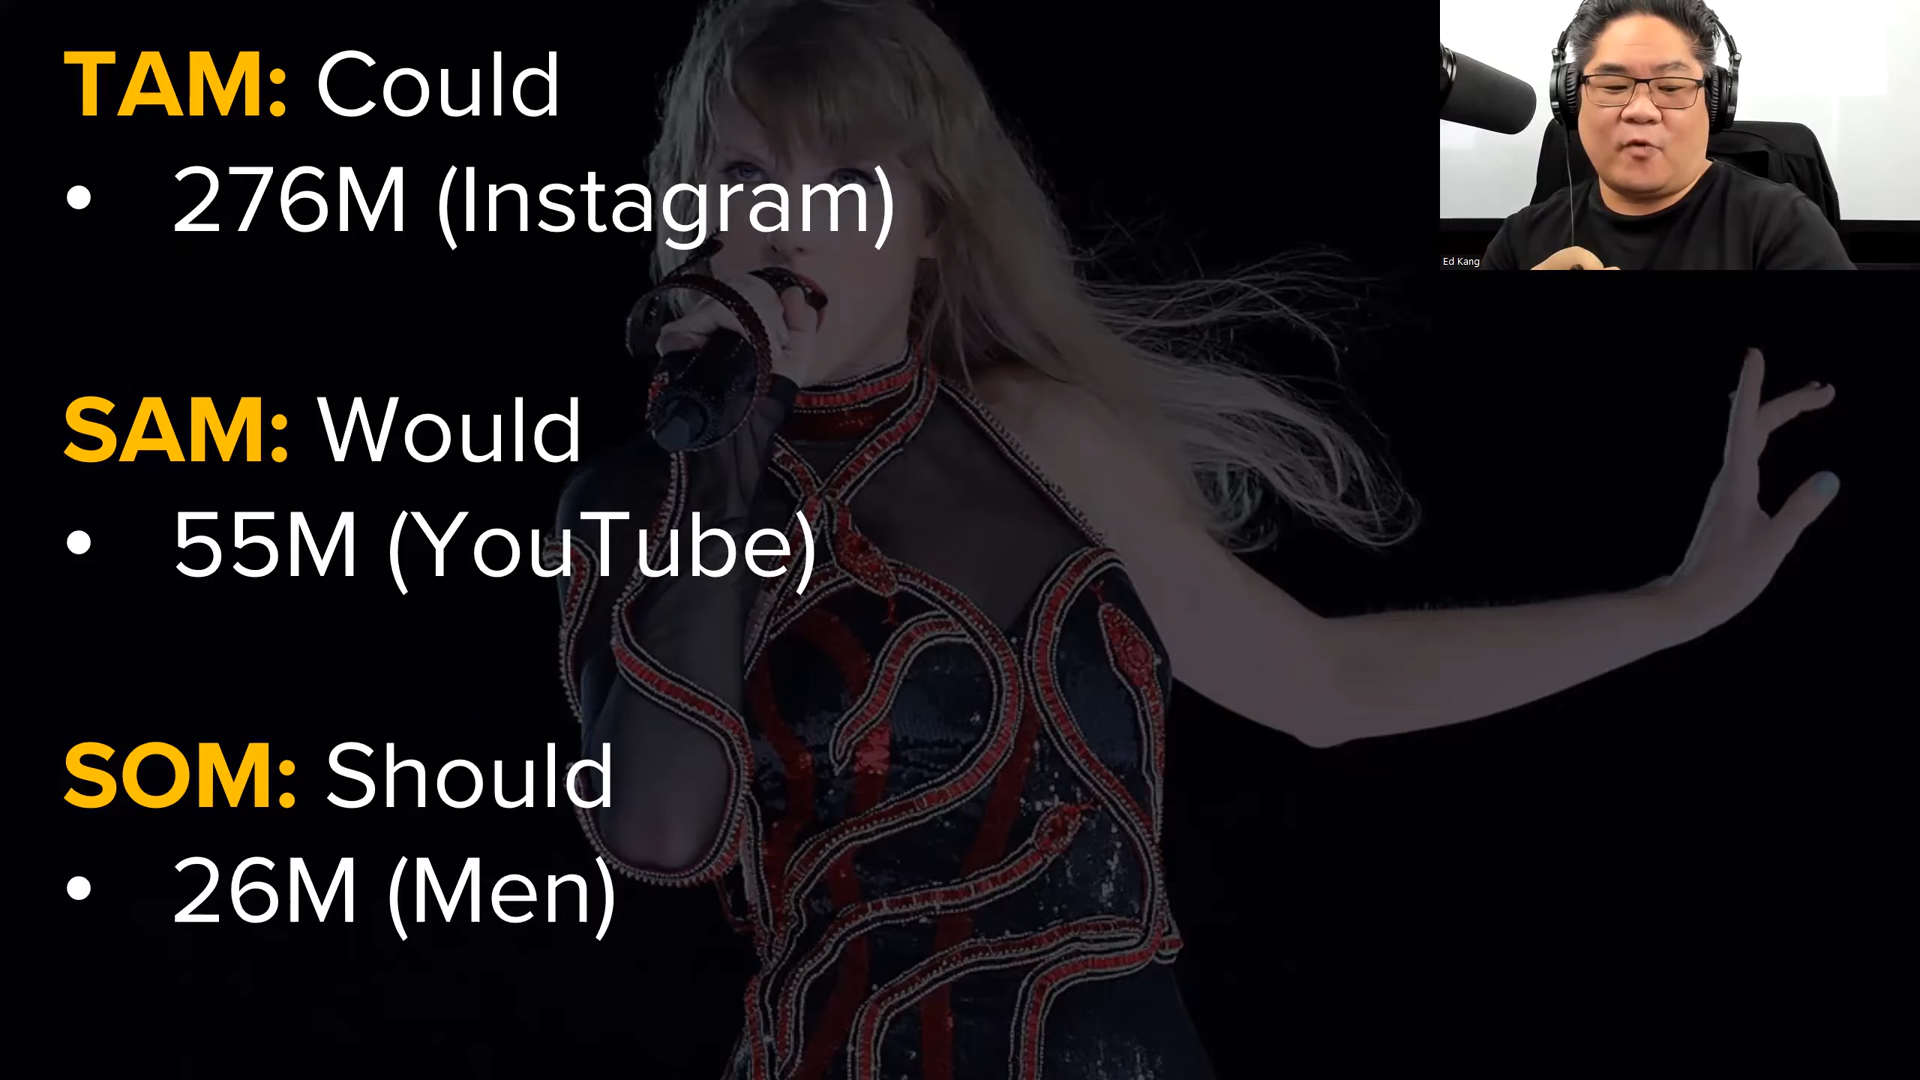 TAM: Could
• 276M (Instagram)
SAM: Would
• 55M (YouTube)
SOM: Should
• 26M (Men)
Ed Kang